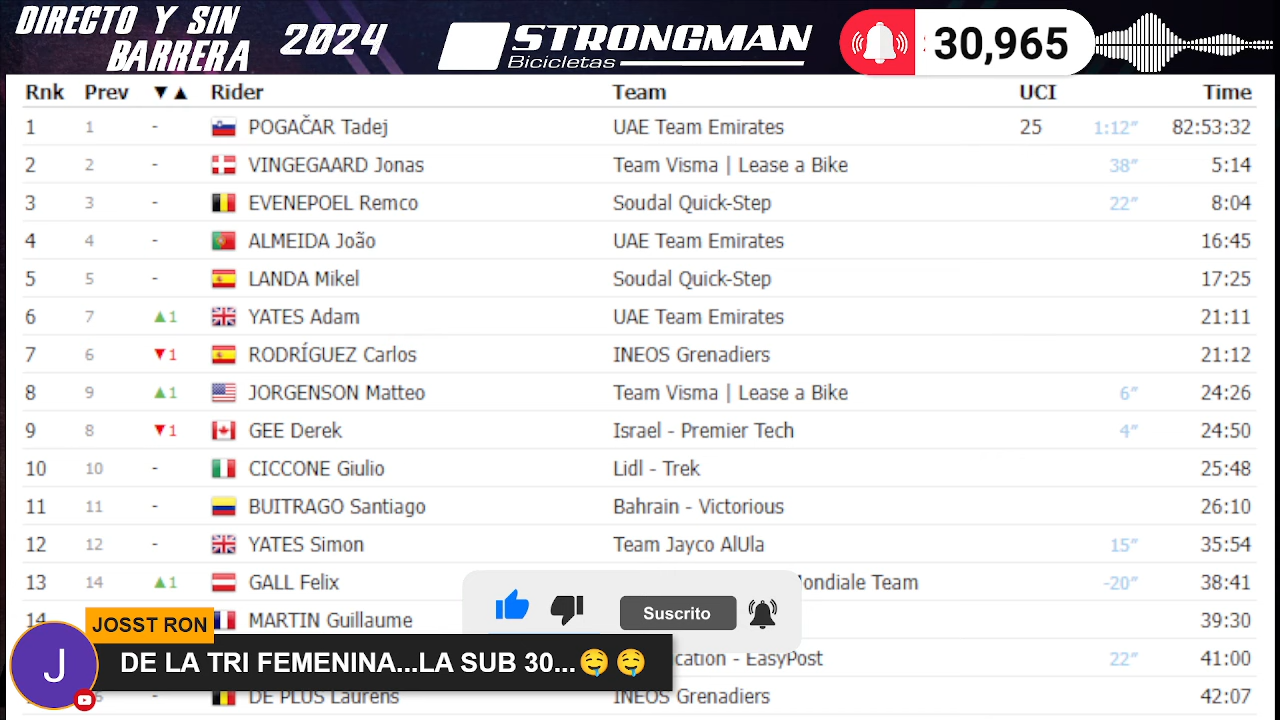 DIRECTO Y SIN
BARRERA
2024
STRONGMAN
Bicicletas
30,965
Rnk Prev ▼▲ Rider Team UCI Time
1 1 - POGAČAR Tadej UAE Team Emirates 25 1:12″ 82:53:32
2 2 - VINGEGAARD Jonas Team Visma | Lease a Bike 38″ 5:14
3 3 - EVENEPOEL Remco Soudal Quick-Step 22″ 8:04
4 4 - ALMEIDA João UAE Team Emirates 16:45
5 5 - LANDA Mikel Soudal Quick-Step 17:25
6 7 ▲1 YATES Adam UAE Team Emirates 21:11
7 6 ▼1 RODRÍGUEZ Carlos INEOS Grenadiers 21:12
8 9 ▲1 JORGENSON Matteo Team Visma | Lease a Bike 6″ 24:26
9 8 ▼1 GEE Derek Israel - Premier Tech 4″ 24:50
10 10 - CICCONE Giulio Lidl - Trek 25:48
11 11 - BUITRAGO Santiago Bahrain - Victorious 26:10
12 12 - YATES Simon Team Jayco AlUla 15″ 35:54
13 14 ▲1 GALL Felix Mondiale Team -20″ 38:41
14 MARTIN Guillaume 39:30
Suscrito
JOSST RON
J
DE LA TRI FEMENINA...LA SUB 30...🤤🤤
cation - EasyPost 22″ 41:00
- DE PLUS Laurens INEOS Grenadiers 42:07